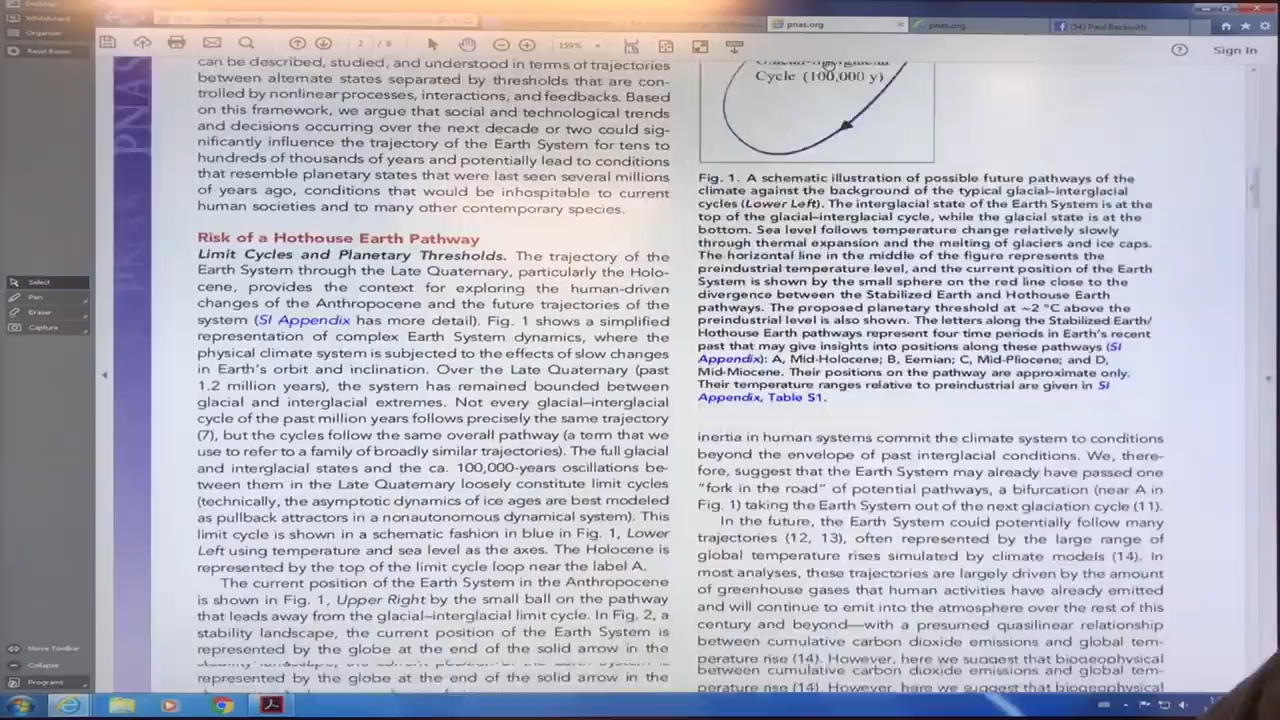 Whiteboard
Organizer
Reset Room
pnas.org
pnas.org
(54) Paul Beckwith
2 / 8
159%
Sign In
PNAS
PNAS
can be described, studied, and understood in terms of trajectories
between alternate states separated by thresholds that are con-
trolled by nonlinear processes, interactions, and feedbacks. Based
on this framework, we argue that social and technological trends
and decisions occurring over the next decade or two could sig-
nificantly influence the trajectory of the Earth System for tens to
hundreds of thousands of years and potentially lead to conditions
that resemble planetary states that were last seen several millions
of years ago, conditions that would be inhospitable to current
human societies and to many other contemporary species.
Risk of a Hothouse Earth Pathway
Limit Cycles and Planetary Thresholds. The trajectory of the
Earth System through the Late Quaternary, particularly the Holo-
cene, provides the context for exploring the human-driven
changes of the Anthropocene and the future trajectories of the
system (SI Appendix has more detail). Fig. 1 shows a simplified
representation of complex Earth System dynamics, where the
physical climate system is subjected to the effects of slow changes
in Earth's orbit and inclination. Over the Late Quaternary (past
1.2 million years), the system has remained bounded between
glacial and interglacial extremes. Not every glacial–interglacial
cycle of the past million years follows precisely the same trajectory
(7), but the cycles follow the same overall pathway (a term that we
use to refer to a family of broadly similar trajectories). The full glacial
and interglacial states and the ca. 100,000-years oscillations be-
tween them in the Late Quaternary loosely constitute limit cycles
(technically, the asymptotic dynamics of ice ages are best modeled
as pullback attractors in a nonautonomous dynamical system). This
limit cycle is shown in a schematic fashion in blue in Fig. 1, Lower
Left using temperature and sea level as the axes. The Holocene is
represented by the top of the limit cycle loop near the label A.
The current position of the Earth System in the Anthropocene
is shown in Fig. 1, Upper Right by the small ball on the pathway
that leads away from the glacial–interglacial limit cycle. In Fig. 2, a
stability landscape, the current position of the Earth System is
represented by the globe at the end of the solid arrow in the
represented by the globe at the end of the solid arrow in the
Cycle (100,000 y)
Fig. 1. A schematic illustration of possible future pathways of the
climate against the background of the typical glacial–interglacial
cycles (Lower Left). The interglacial state of the Earth System is at the
top of the glacial–interglacial cycle, while the glacial state is at the
bottom. Sea level follows temperature change relatively slowly
through thermal expansion and the melting of glaciers and ice caps.
The horizontal line in the middle of the figure represents the
preindustrial temperature level, and the current position of the Earth
System is shown by the small sphere on the red line close to the
divergence between the Stabilized Earth and Hothouse Earth
pathways. The proposed planetary threshold at ~2 °C above the
preindustrial level is also shown. The letters along the Stabilized Earth/
Hothouse Earth pathways represent four time periods in Earth's recent
past that may give insights into positions along these pathways (SI
Appendix): A, Mid-Holocene; B, Eemian; C, Mid-Pliocene; and D,
Mid-Miocene. Their positions on the pathway are approximate only.
Their temperature ranges relative to preindustrial are given in SI
Appendix, Table S1.
inertia in human systems commit the climate system to conditions
beyond the envelope of past interglacial conditions. We, there-
fore, suggest that the Earth System may already have passed one
"fork in the road" of potential pathways, a bifurcation (near A in
Fig. 1) taking the Earth System out of the next glaciation cycle (11).
In the future, the Earth System could potentially follow many
trajectories (12, 13), often represented by the large range of
global temperature rises simulated by climate models (14). In
most analyses, these trajectories are largely driven by the amount
of greenhouse gases that human activities have already emitted
and will continue to emit into the atmosphere over the rest of this
century and beyond—with a presumed quasilinear relationship
between cumulative carbon dioxide emissions and global tem-
perature rise (14). However, here we suggest that biogeophysical
between cumulative carbon dioxide emissions and global tem-
perature rise (14). However, here we suggest that biogeophysical
Select
Pen
Eraser
Capture
Move Toolbar
Collapse
Programs